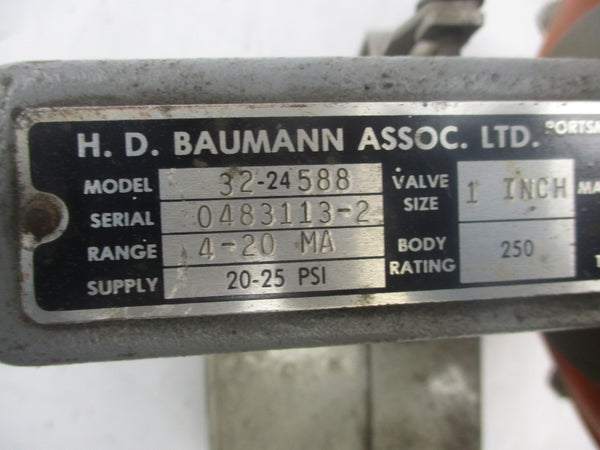 H. D. BAUMANN ASSOC. LTD.
MODEL 32-24588 VALVE SIZE 1 INCH
SERIAL 0483113-2
RANGE 4-20 MA BODY RATING 250
SUPPLY 20-25 PSI